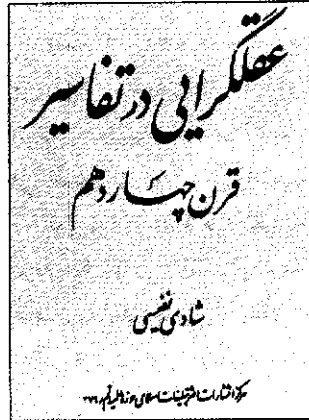 عقلگرایی در تفاسیر
قرن چهاردهم
شادی نفیسی
مرکز انتشارات دفتر تبلیغات اسلامی حوزه علمیه قم